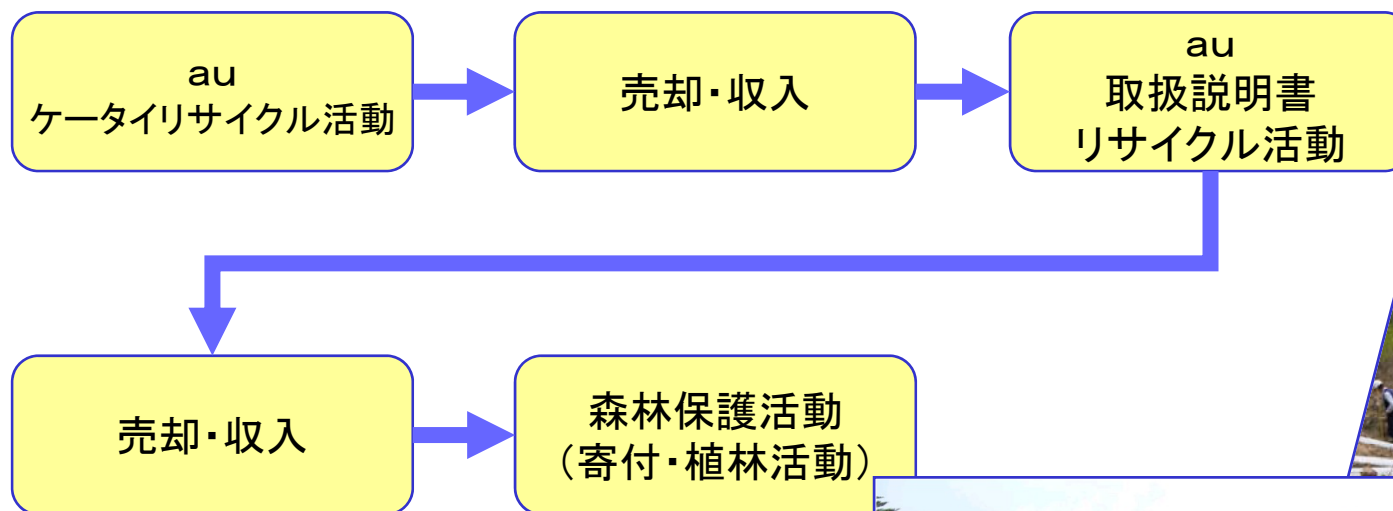 au
ケータイリサイクル活動
売却・収入
au
取扱説明書
リサイクル活動
売却・収入
森林保護活動
(寄付・植林活動)